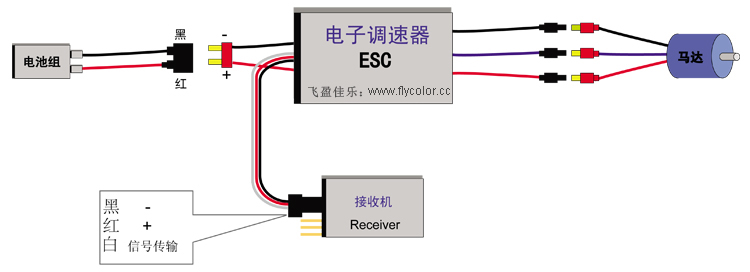 电池组
黑 -
红 +
电子调速器
ESC
飞盈佳乐：www.flycolor.cc
马达
接收机
Receiver
黑 -
红 +
白 信号传输